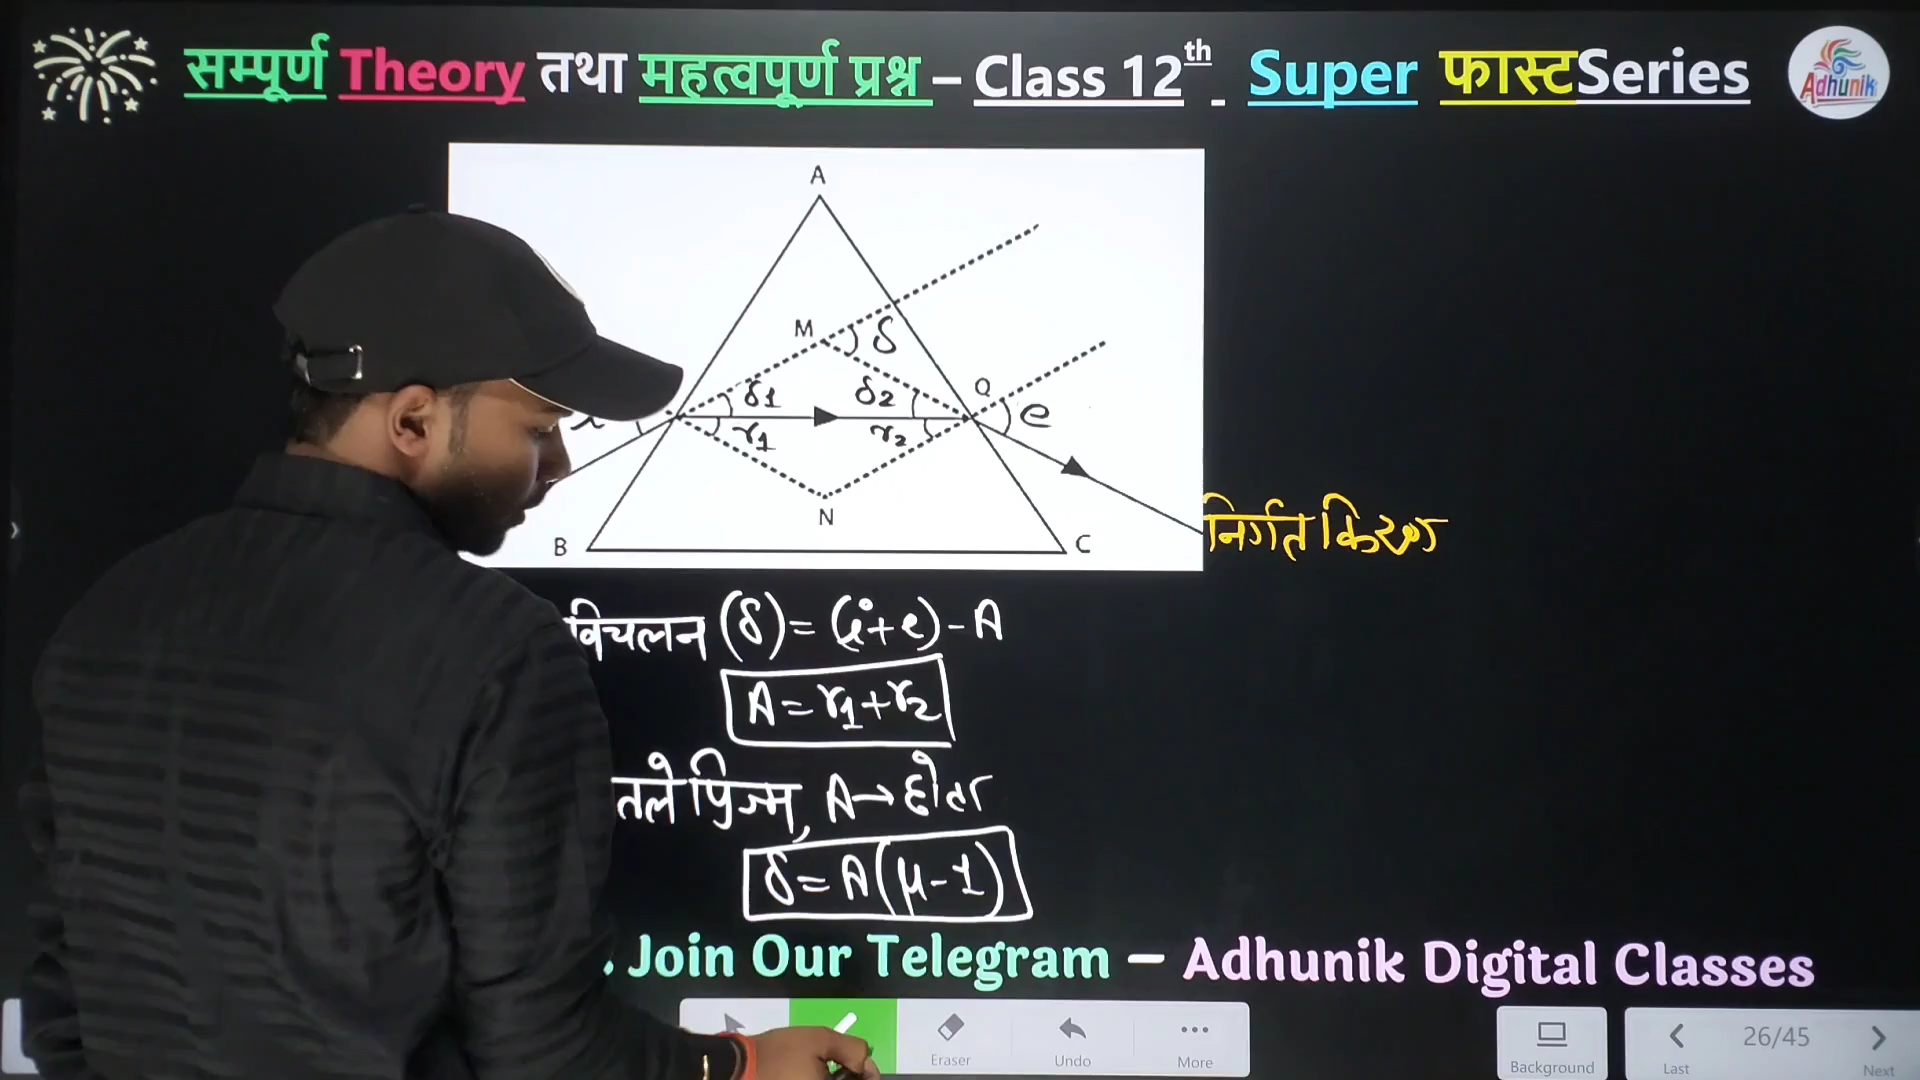 सम्पूर्ण Theory तथा महत्वपूर्ण प्रश्न – Class 12th - Super फास्टSeries
Adhunik
A
M δ
Q
δ1 δ2 e
r1 r2
N
B C
निर्गत किरण
विचलन (δ) = (i+e) - A
A = r1 + r2
तले प्रिज्म, A → छोटा
δ = A(μ-1)
. Join Our Telegram – Adhunik Digital Classes
Eraser Undo More
Background
Last 26/45 Next